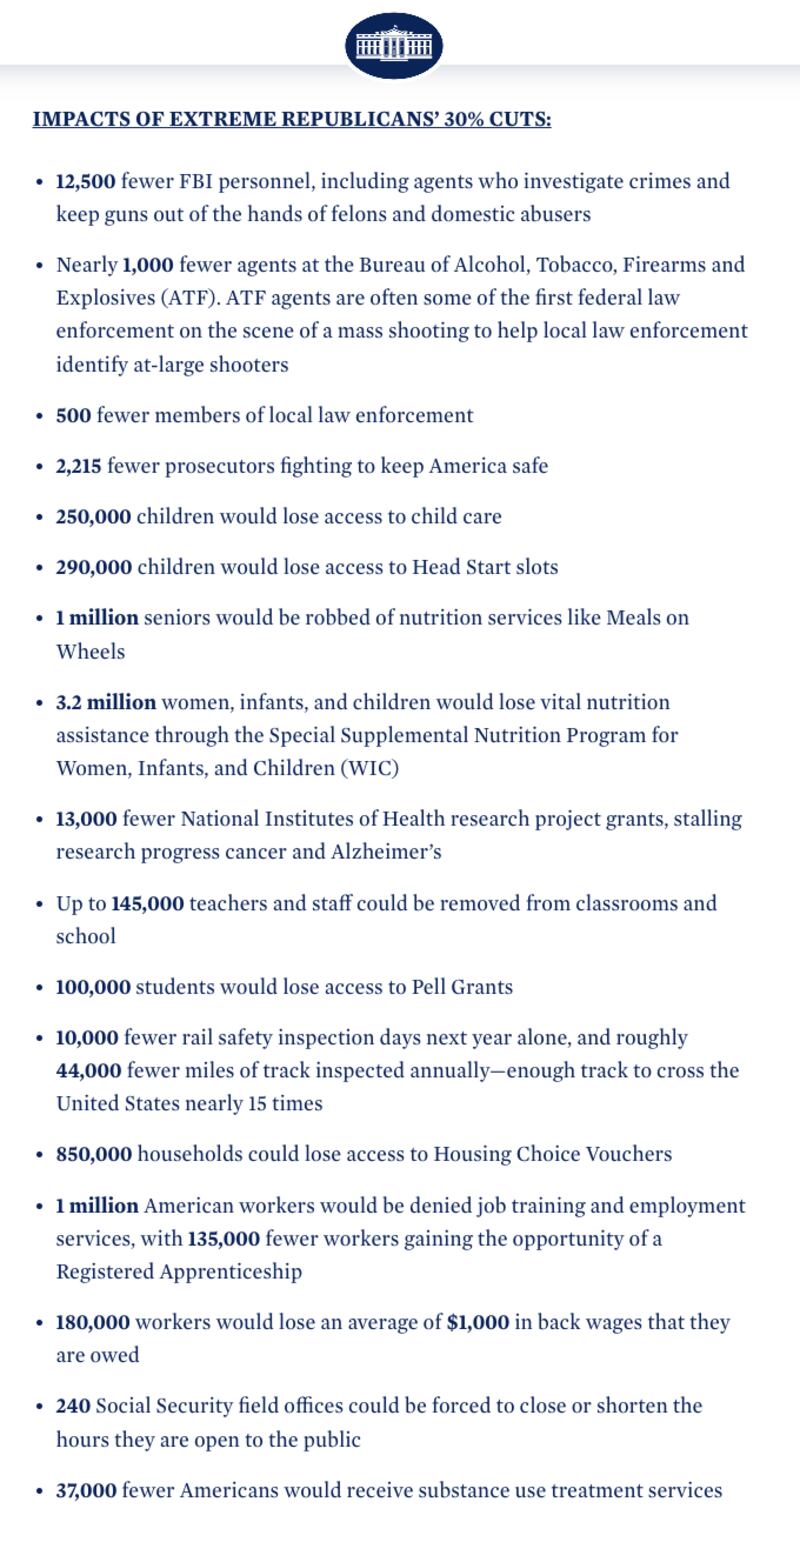 IMPACTS OF EXTREME REPUBLICANS’ 30% CUTS:
• 12,500 fewer FBI personnel, including agents who investigate crimes and
keep guns out of the hands of felons and domestic abusers
• Nearly 1,000 fewer agents at the Bureau of Alcohol, Tobacco, Firearms and
Explosives (ATF). ATF agents are often some of the first federal law
enforcement on the scene of a mass shooting to help local law enforcement
identify at-large shooters
• 500 fewer members of local law enforcement
• 2,215 fewer prosecutors fighting to keep America safe
• 250,000 children would lose access to child care
• 290,000 children would lose access to Head Start slots
• 1 million seniors would be robbed of nutrition services like Meals on
Wheels
• 3.2 million women, infants, and children would lose vital nutrition
assistance through the Special Supplemental Nutrition Program for
Women, Infants, and Children (WIC)
• 13,000 fewer National Institutes of Health research project grants, stalling
research progress cancer and Alzheimer’s
• Up to 145,000 teachers and staff could be removed from classrooms and
school
• 100,000 students would lose access to Pell Grants
• 10,000 fewer rail safety inspection days next year alone, and roughly
44,000 fewer miles of track inspected annually—enough track to cross the
United States nearly 15 times
• 850,000 households could lose access to Housing Choice Vouchers
• 1 million American workers would be denied job training and employment
services, with 135,000 fewer workers gaining the opportunity of a
Registered Apprenticeship
• 180,000 workers would lose an average of $1,000 in back wages that they
are owed
• 240 Social Security field offices could be forced to close or shorten the
hours they are open to the public
• 37,000 fewer Americans would receive substance use treatment services